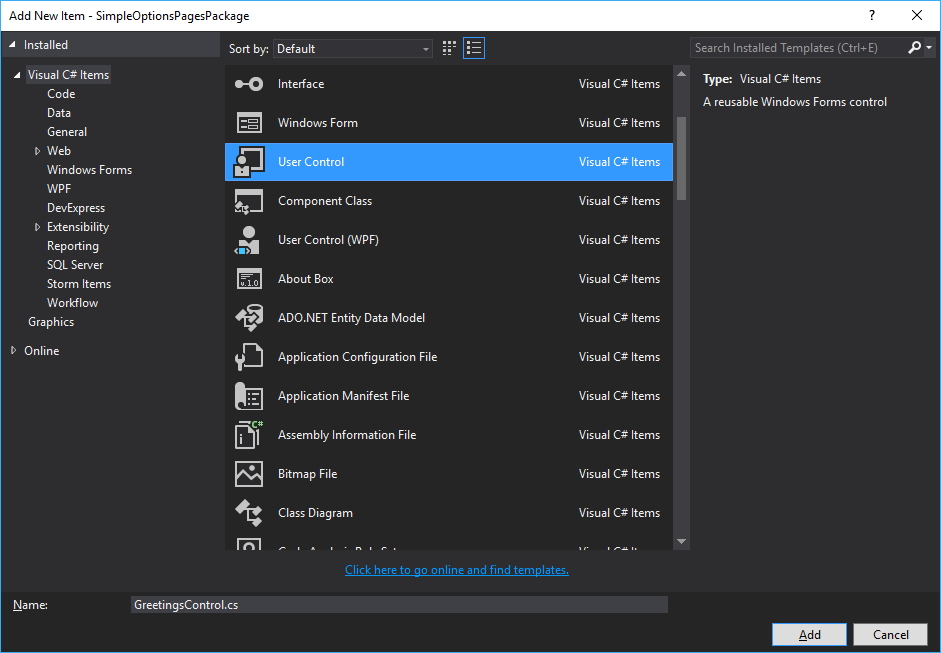 Add New Item - SimpleOptionsPagesPackage
?
Installed
Sort by: Default
Search Installed Templates (Ctrl+E)
Visual C# Items
Code
Data
General
Web
Windows Forms
WPF
DevExpress
Extensibility
Reporting
SQL Server
Storm Items
Workflow
Graphics
Online
Interface Visual C# Items
Windows Form Visual C# Items
User Control Visual C# Items
Component Class Visual C# Items
User Control (WPF) Visual C# Items
v.1.0 About Box Visual C# Items
ADO.NET Entity Data Model Visual C# Items
Application Configuration File Visual C# Items
Application Manifest File Visual C# Items
C# Assembly Information File Visual C# Items
Bitmap File Visual C# Items
Class Diagram Visual C# Items
Type: Visual C# Items
A reusable Windows Forms control
Click here to go online and find templates.
Name: GreetingsControl.cs
Add Cancel